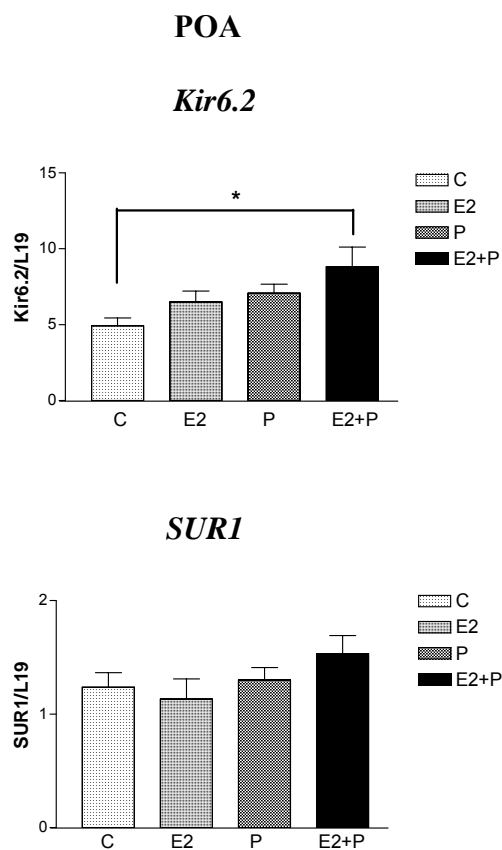 POA
Kir6.2
15
10
5
0
Kir6.2/L19
*
C
E2
P
E2+P
C E2 P E2+P
SUR1
2
1
0
SUR1/L19
C
E2
P
E2+P
C E2 P E2+P